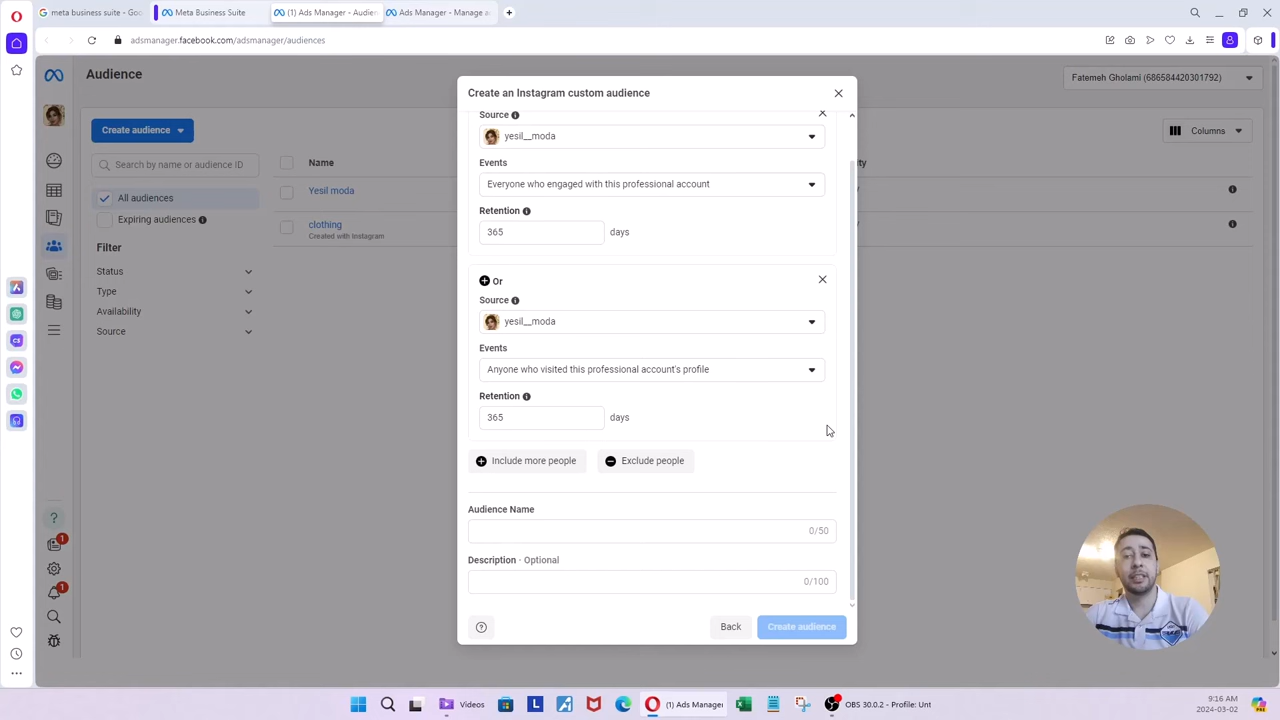 meta business suite - Goo
Meta Business Suite
(1) Ads Manager - Audien
Ads Manager - Manage a
adsmanager.facebook.com/adsmanager/audiences
Audience
Fatemeh Gholami (686584420301792)
Create audience
Columns
Search by name or audience ID
Name
All audiences
Yesil moda
Expiring audiences
clothing
Created with Instagram
Filter
Status
Type
Availability
Source
Create an Instagram custom audience
Source
yesil__moda
Events
Everyone who engaged with this professional account
Retention
365 days
Or
Source
yesil__moda
Events
Anyone who visited this professional account's profile
Retention
365 days
Include more people
Exclude people
Audience Name
0/50
Description · Optional
0/100
Back
Create audience
1
1
Videos
(1) Ads Manager
OBS 30.0.2 - Profile: Unt
9:16 AM
2024-03-02